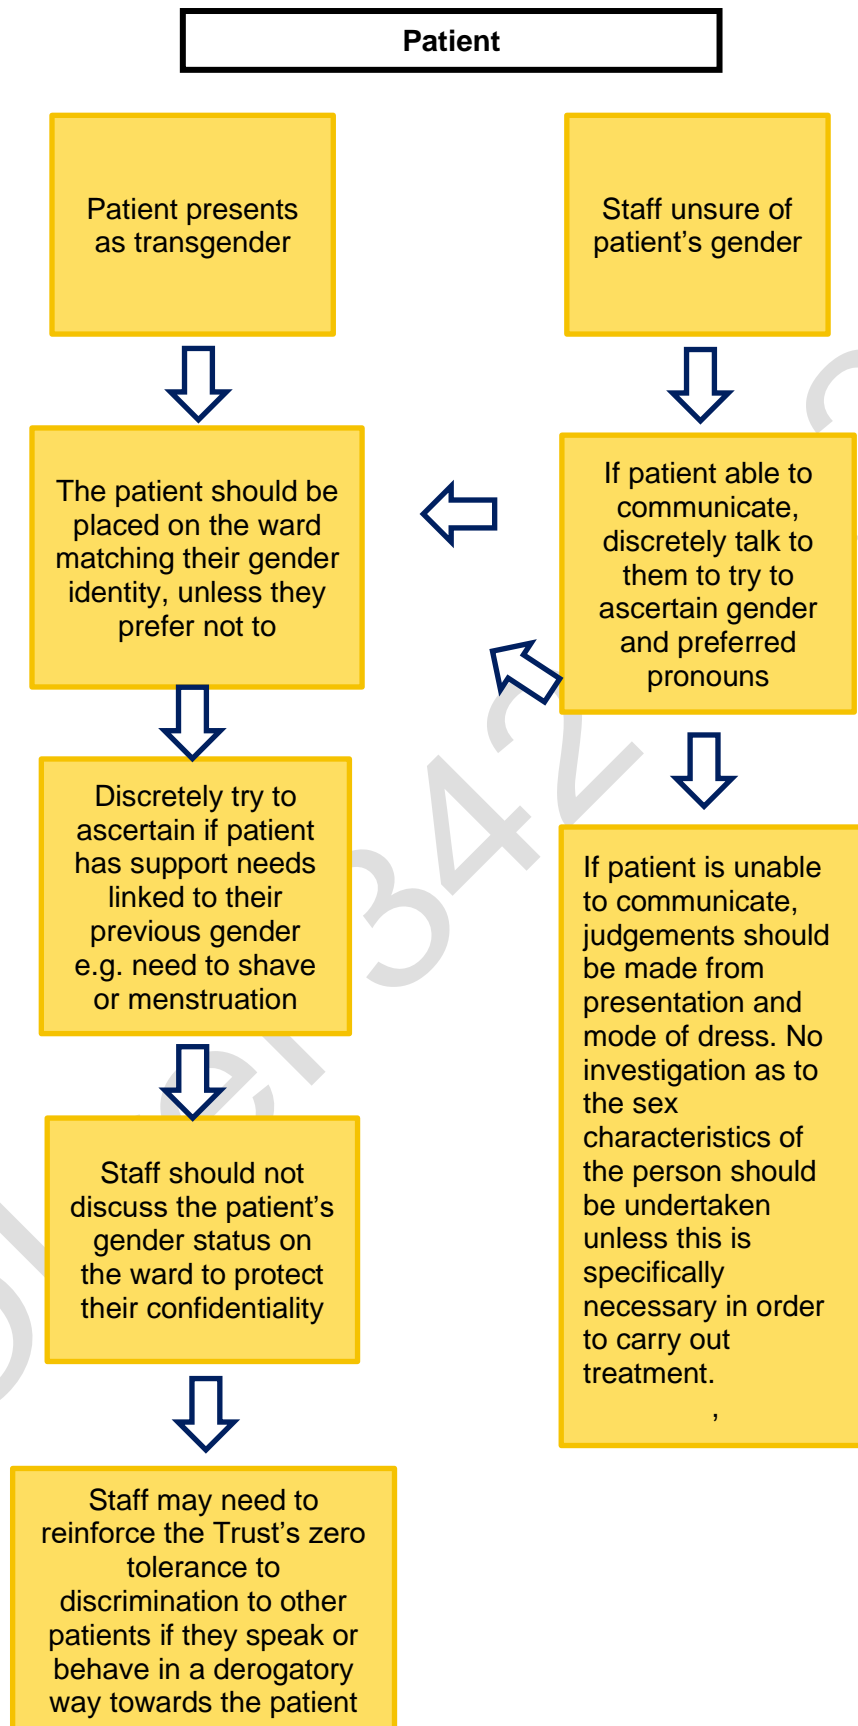 Patient
Patient presents
as transgender
Staff unsure of
patient’s gender
The patient should be
placed on the ward
matching their gender
identity, unless they
prefer not to
If patient able to
communicate,
discretely talk to
them to try to
ascertain gender
and preferred
pronouns
Discretely try to
ascertain if patient
has support needs
linked to their
previous gender
e.g. need to shave
or menstruation
If patient is unable
to communicate,
judgements should
be made from
presentation and
mode of dress. No
investigation as to
the sex
characteristics of
the person should
be undertaken
unless this is
specifically
necessary in order
to carry out
treatment.
,
Staff should not
discuss the patient’s
gender status on
the ward to protect
their confidentiality
Staff may need to
reinforce the Trust’s zero
tolerance to
discrimination to other
patients if they speak or
behave in a derogatory
way towards the patient